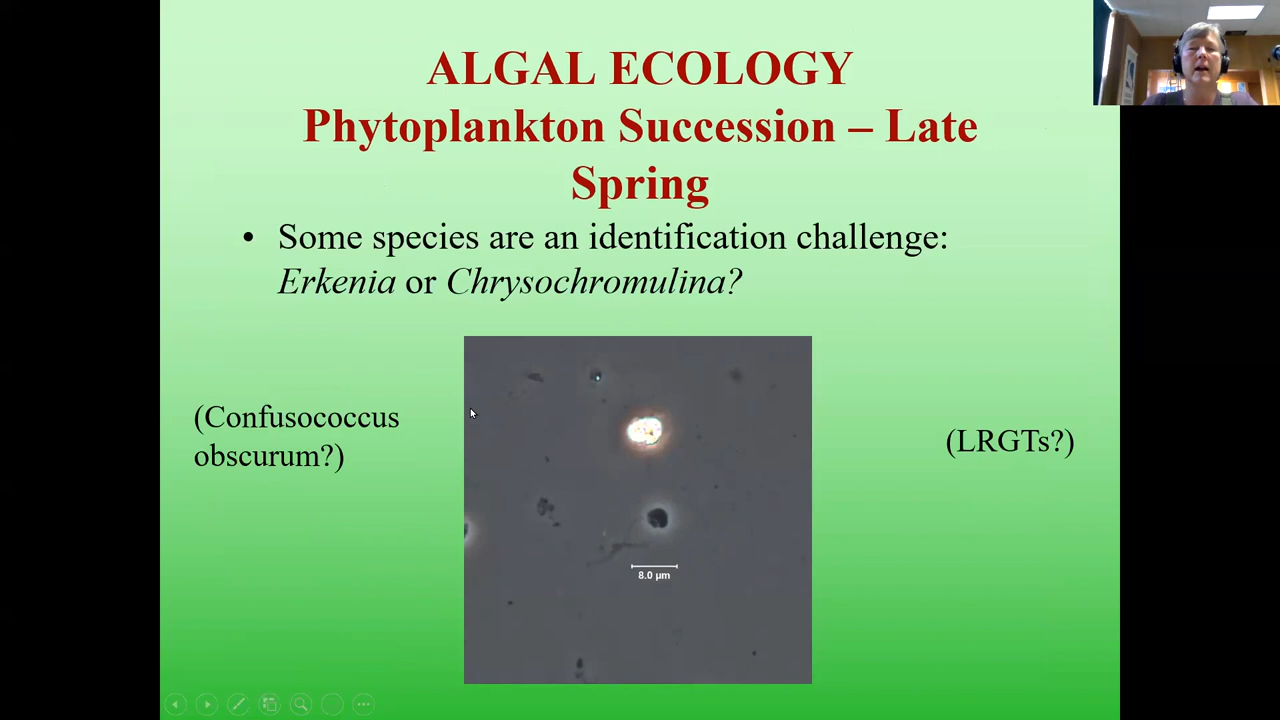 ALGAL ECOLOGY
Phytoplankton Succession – Late
Spring
• Some species are an identification challenge:
Erkenia or Chrysochromulina?
(Confusococcus
obscurum?)
(LRGTs?)
8.0 µm